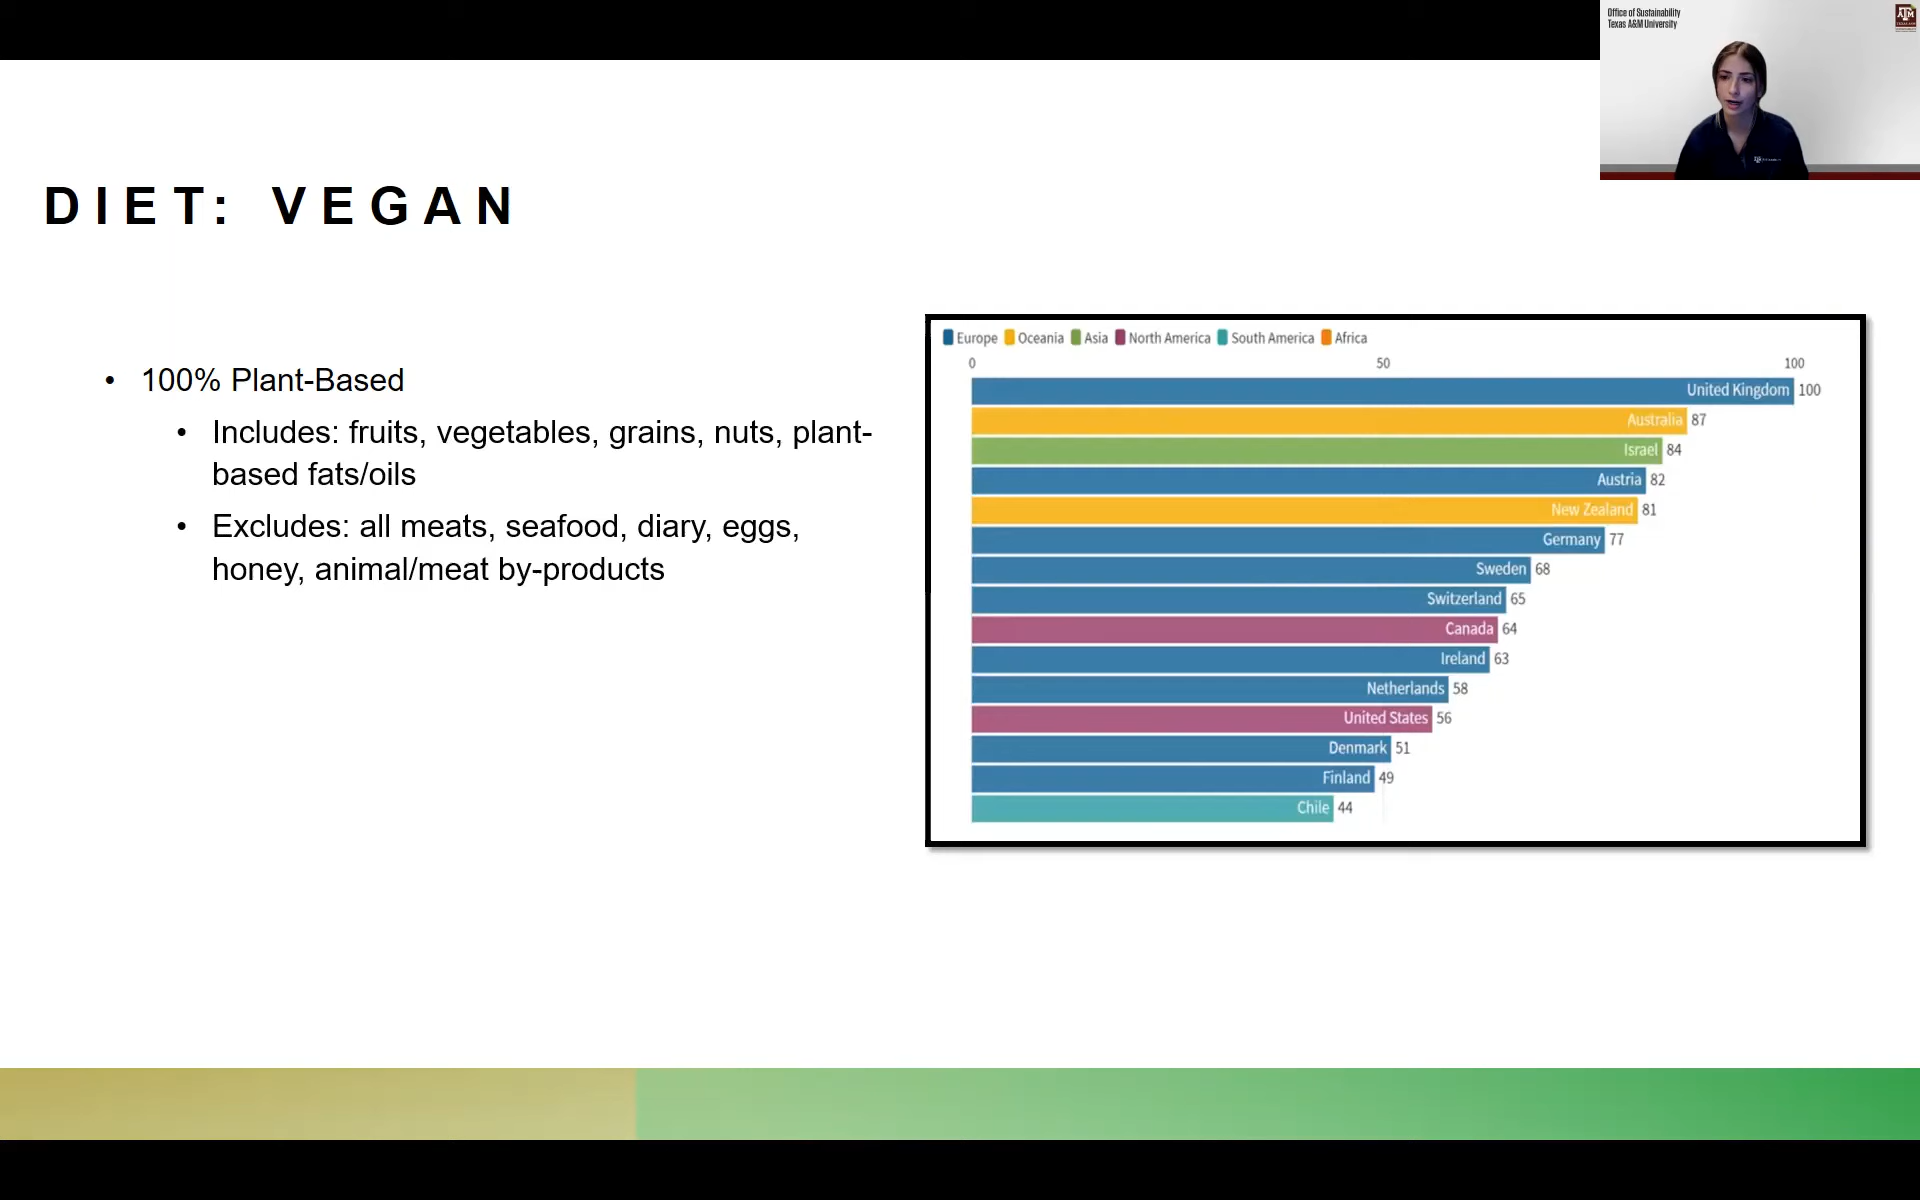 Office of Sustainability
Texas A&M University
DIET: VEGAN
• 100% Plant-Based
• Includes: fruits, vegetables, grains, nuts, plant-
based fats/oils
• Excludes: all meats, seafood, diary, eggs,
honey, animal/meat by-products
Europe Oceania Asia North America South America Africa
0 50 100
United Kingdom 100
Australia 87
Israel 84
Austria 82
New Zealand 81
Germany 77
Sweden 68
Switzerland 65
Canada 64
Ireland 63
Netherlands 58
United States 56
Denmark 51
Finland 49
Chile 44